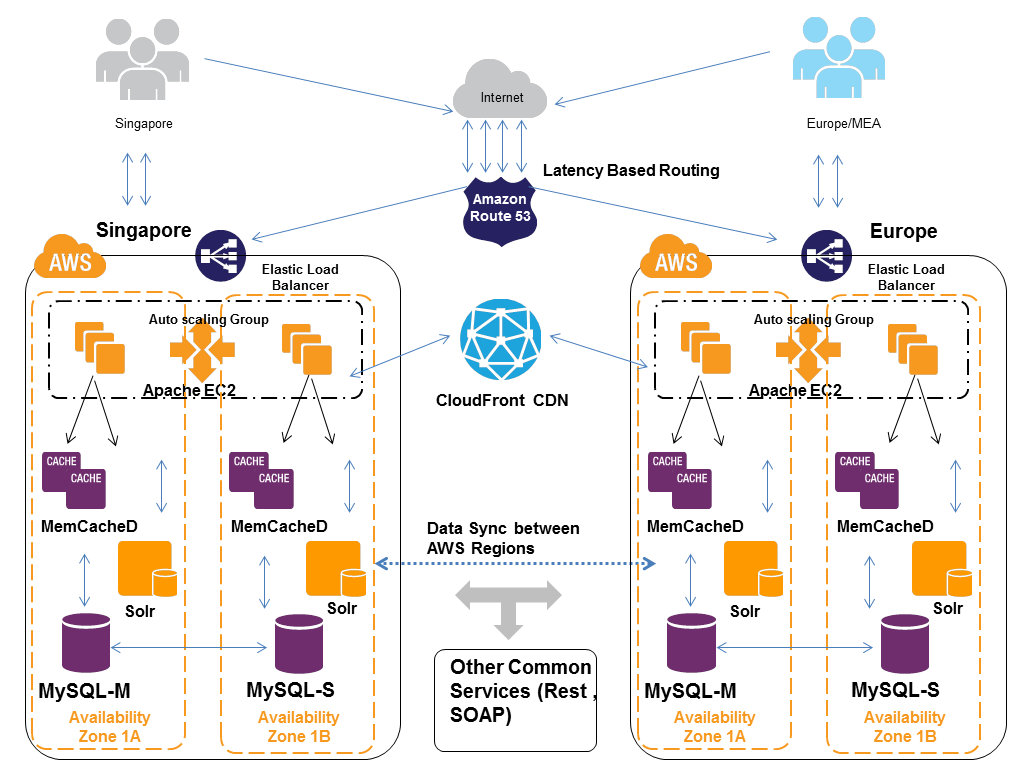 Internet
Singapore
Europe/MEA
Latency Based Routing
Amazon
Route 53
Singapore
Europe
AWS
Elastic Load
Balancer
Auto scaling Group
Apache EC2
CACHE
CACHE
MemCacheD
CACHE
CACHE
MemCacheD
Solr
Solr
MySQL-M
MySQL-S
Availability
Zone 1A
Availability
Zone 1B
CloudFront CDN
Data Sync between
AWS Regions
Other Common
Services (Rest ,
SOAP)
AWS
Elastic Load
Balancer
Auto scaling Group
Apache EC2
CACHE
CACHE
MemCacheD
CACHE
CACHE
MemCacheD
Solr
Solr
MySQL-M
MySQL-S
Availability
Zone 1A
Availability
Zone 1B